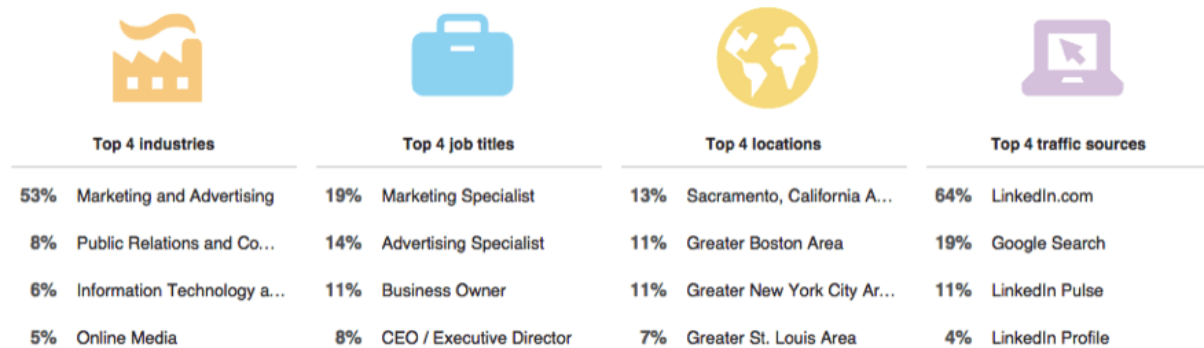 Top 4 industries
53% Marketing and Advertising
8% Public Relations and Co...
6% Information Technology a...
5% Online Media
Top 4 job titles
19% Marketing Specialist
14% Advertising Specialist
11% Business Owner
8% CEO / Executive Director
Top 4 locations
13% Sacramento, California A...
11% Greater Boston Area
11% Greater New York City Ar...
7% Greater St. Louis Area
Top 4 traffic sources
64% LinkedIn.com
19% Google Search
11% LinkedIn Pulse
4% LinkedIn Profile